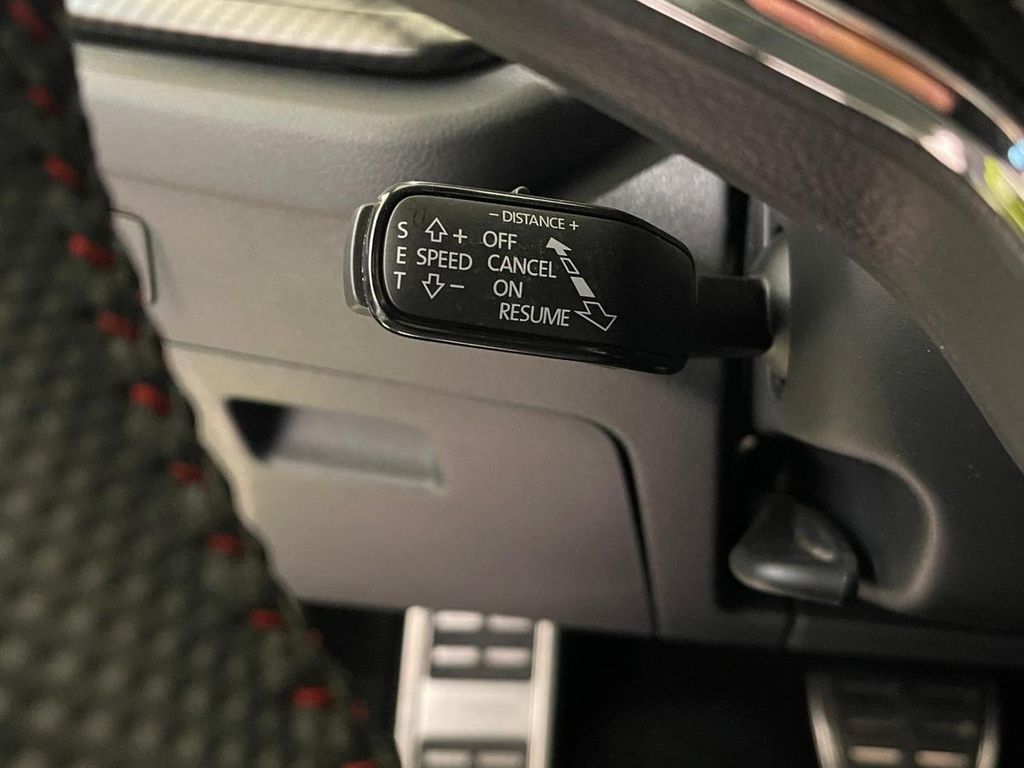 − DISTANCE +
S + OFF
E SPEED CANCEL
T − ON
RESUME